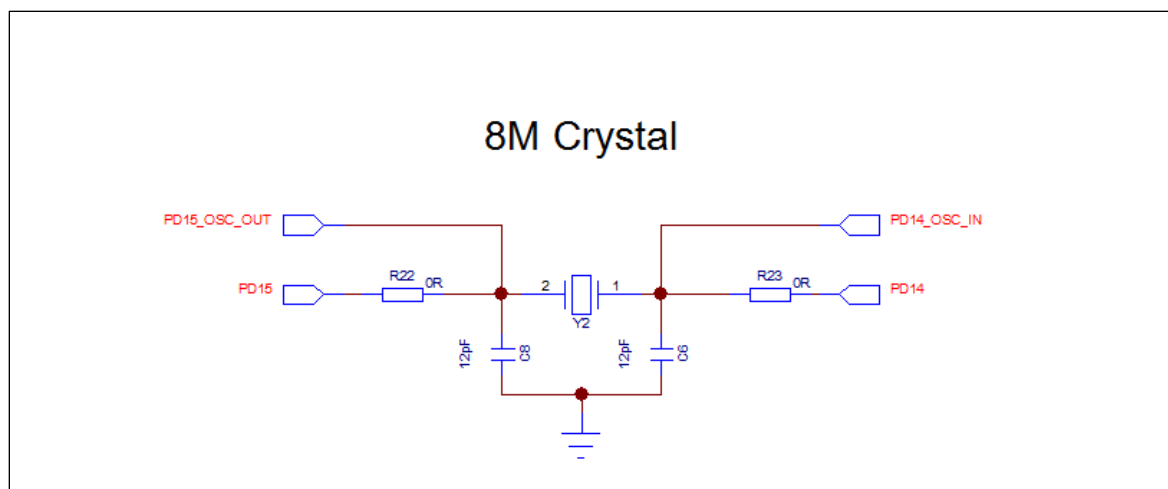 8M Crystal
PD15_OSC_OUT
PD14_OSC_IN
PD15
R22
0R
2
1
Y2
R23
0R
PD14
12pF
C8
12pF
C6